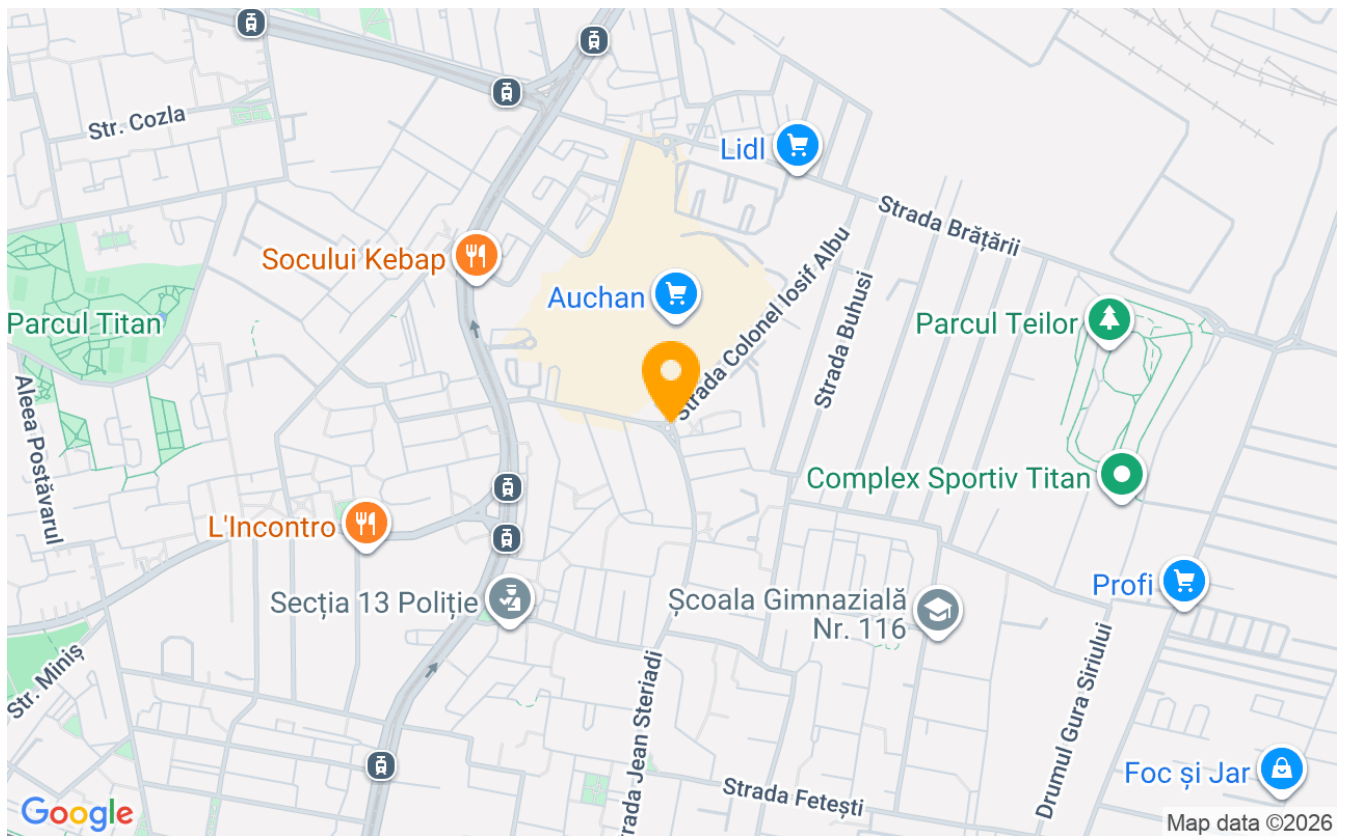 Str. Cozla
Lidl
Strada Brățării
Socului Kebap
Strada Colonel Iosif Albu
Auchan
Strada Buhusi
Parcul Titan
Parcul Teilor
Aleea Postăvarul
Complex Sportiv Titan
L'Incontro
Secția 13 Poliție
Școala Gimnazială
Nr. 116
Profi
Str. Miniș
Strada Jean Steriadi
Drumul Gura Siriului
Foc și Jar
Strada Fetești
Google
Map data ©2026